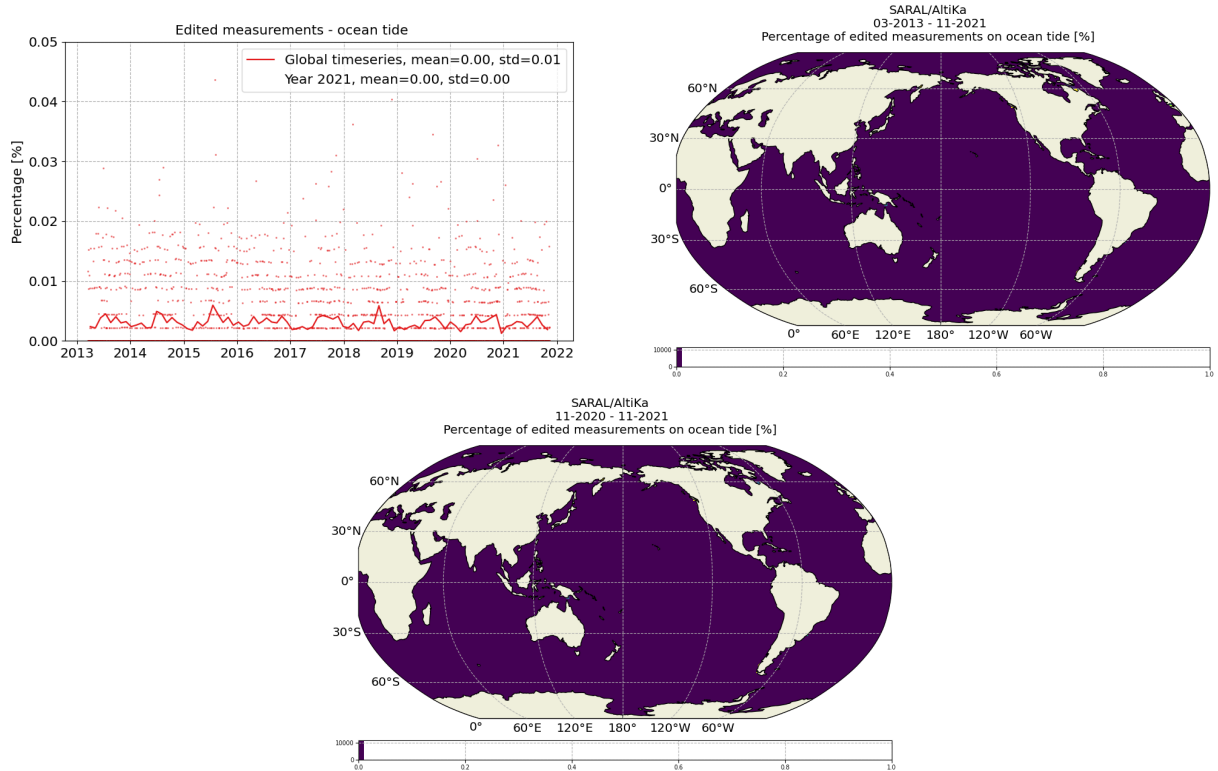 Edited measurements - ocean tide
Percentage [%]
0.05
0.04
0.03
0.02
0.01
0.00
Global timeseries, mean=0.00, std=0.01
Year 2021, mean=0.00, std=0.00
2013 2014 2015 2016 2017 2018 2019 2020 2021 2022
SARAL/AltiKa
03-2013 - 11-2021
Percentage of edited measurements on ocean tide [%]
60°N
30°N
0°
30°S
60°S
0° 60°E 120°E 180° 120°W 60°W
10000
0
0.0 0.2 0.4 0.6 0.8 1.0
SARAL/AltiKa
11-2020 - 11-2021
Percentage of edited measurements on ocean tide [%]
60°N
30°N
0°
30°S
60°S
0° 60°E 120°E 180° 120°W 60°W
10000
0
0.0 0.2 0.4 0.6 0.8 1.0